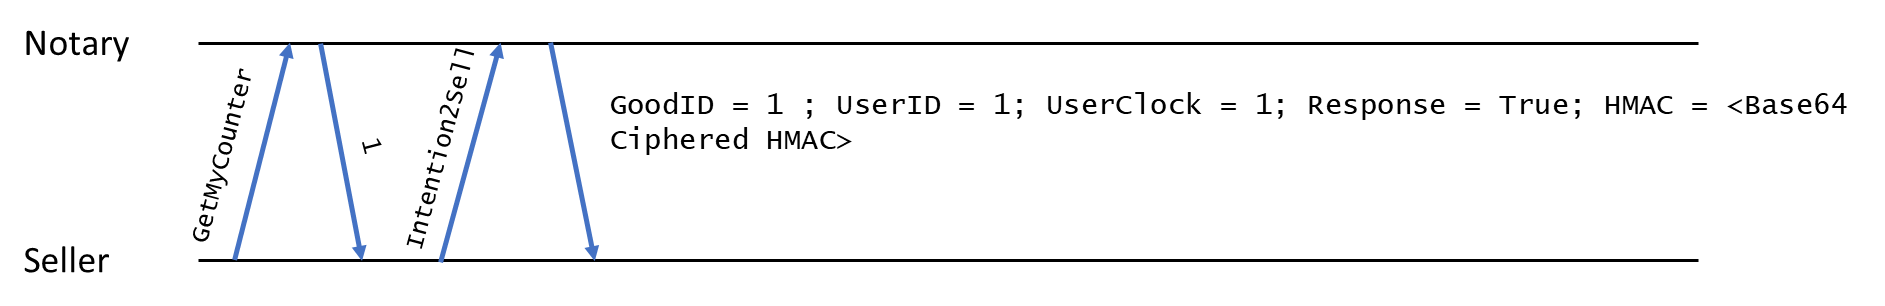 Notary
GetMyCounter
1
Intention2Sell
GoodID = 1 ; UserID = 1; UserClock = 1; Response = True; HMAC = <Base64
Ciphered HMAC>
Seller